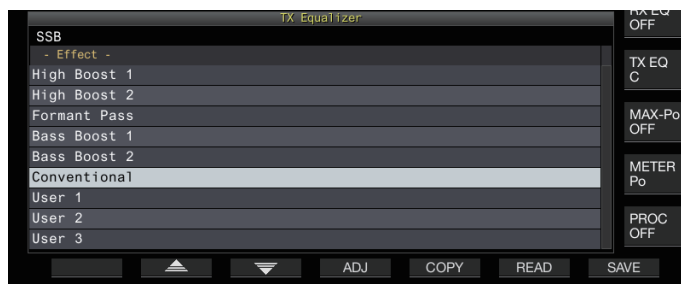 TX Equalizer
SSB
- Effect -
High Boost 1
High Boost 2
Formant Pass
Bass Boost 1
Bass Boost 2
Conventional
User 1
User 2
User 3
RX EQ
OFF
TX EQ
C
MAX-Po
OFF
METER
Po
PROC
OFF
ADJ COPY READ SAVE